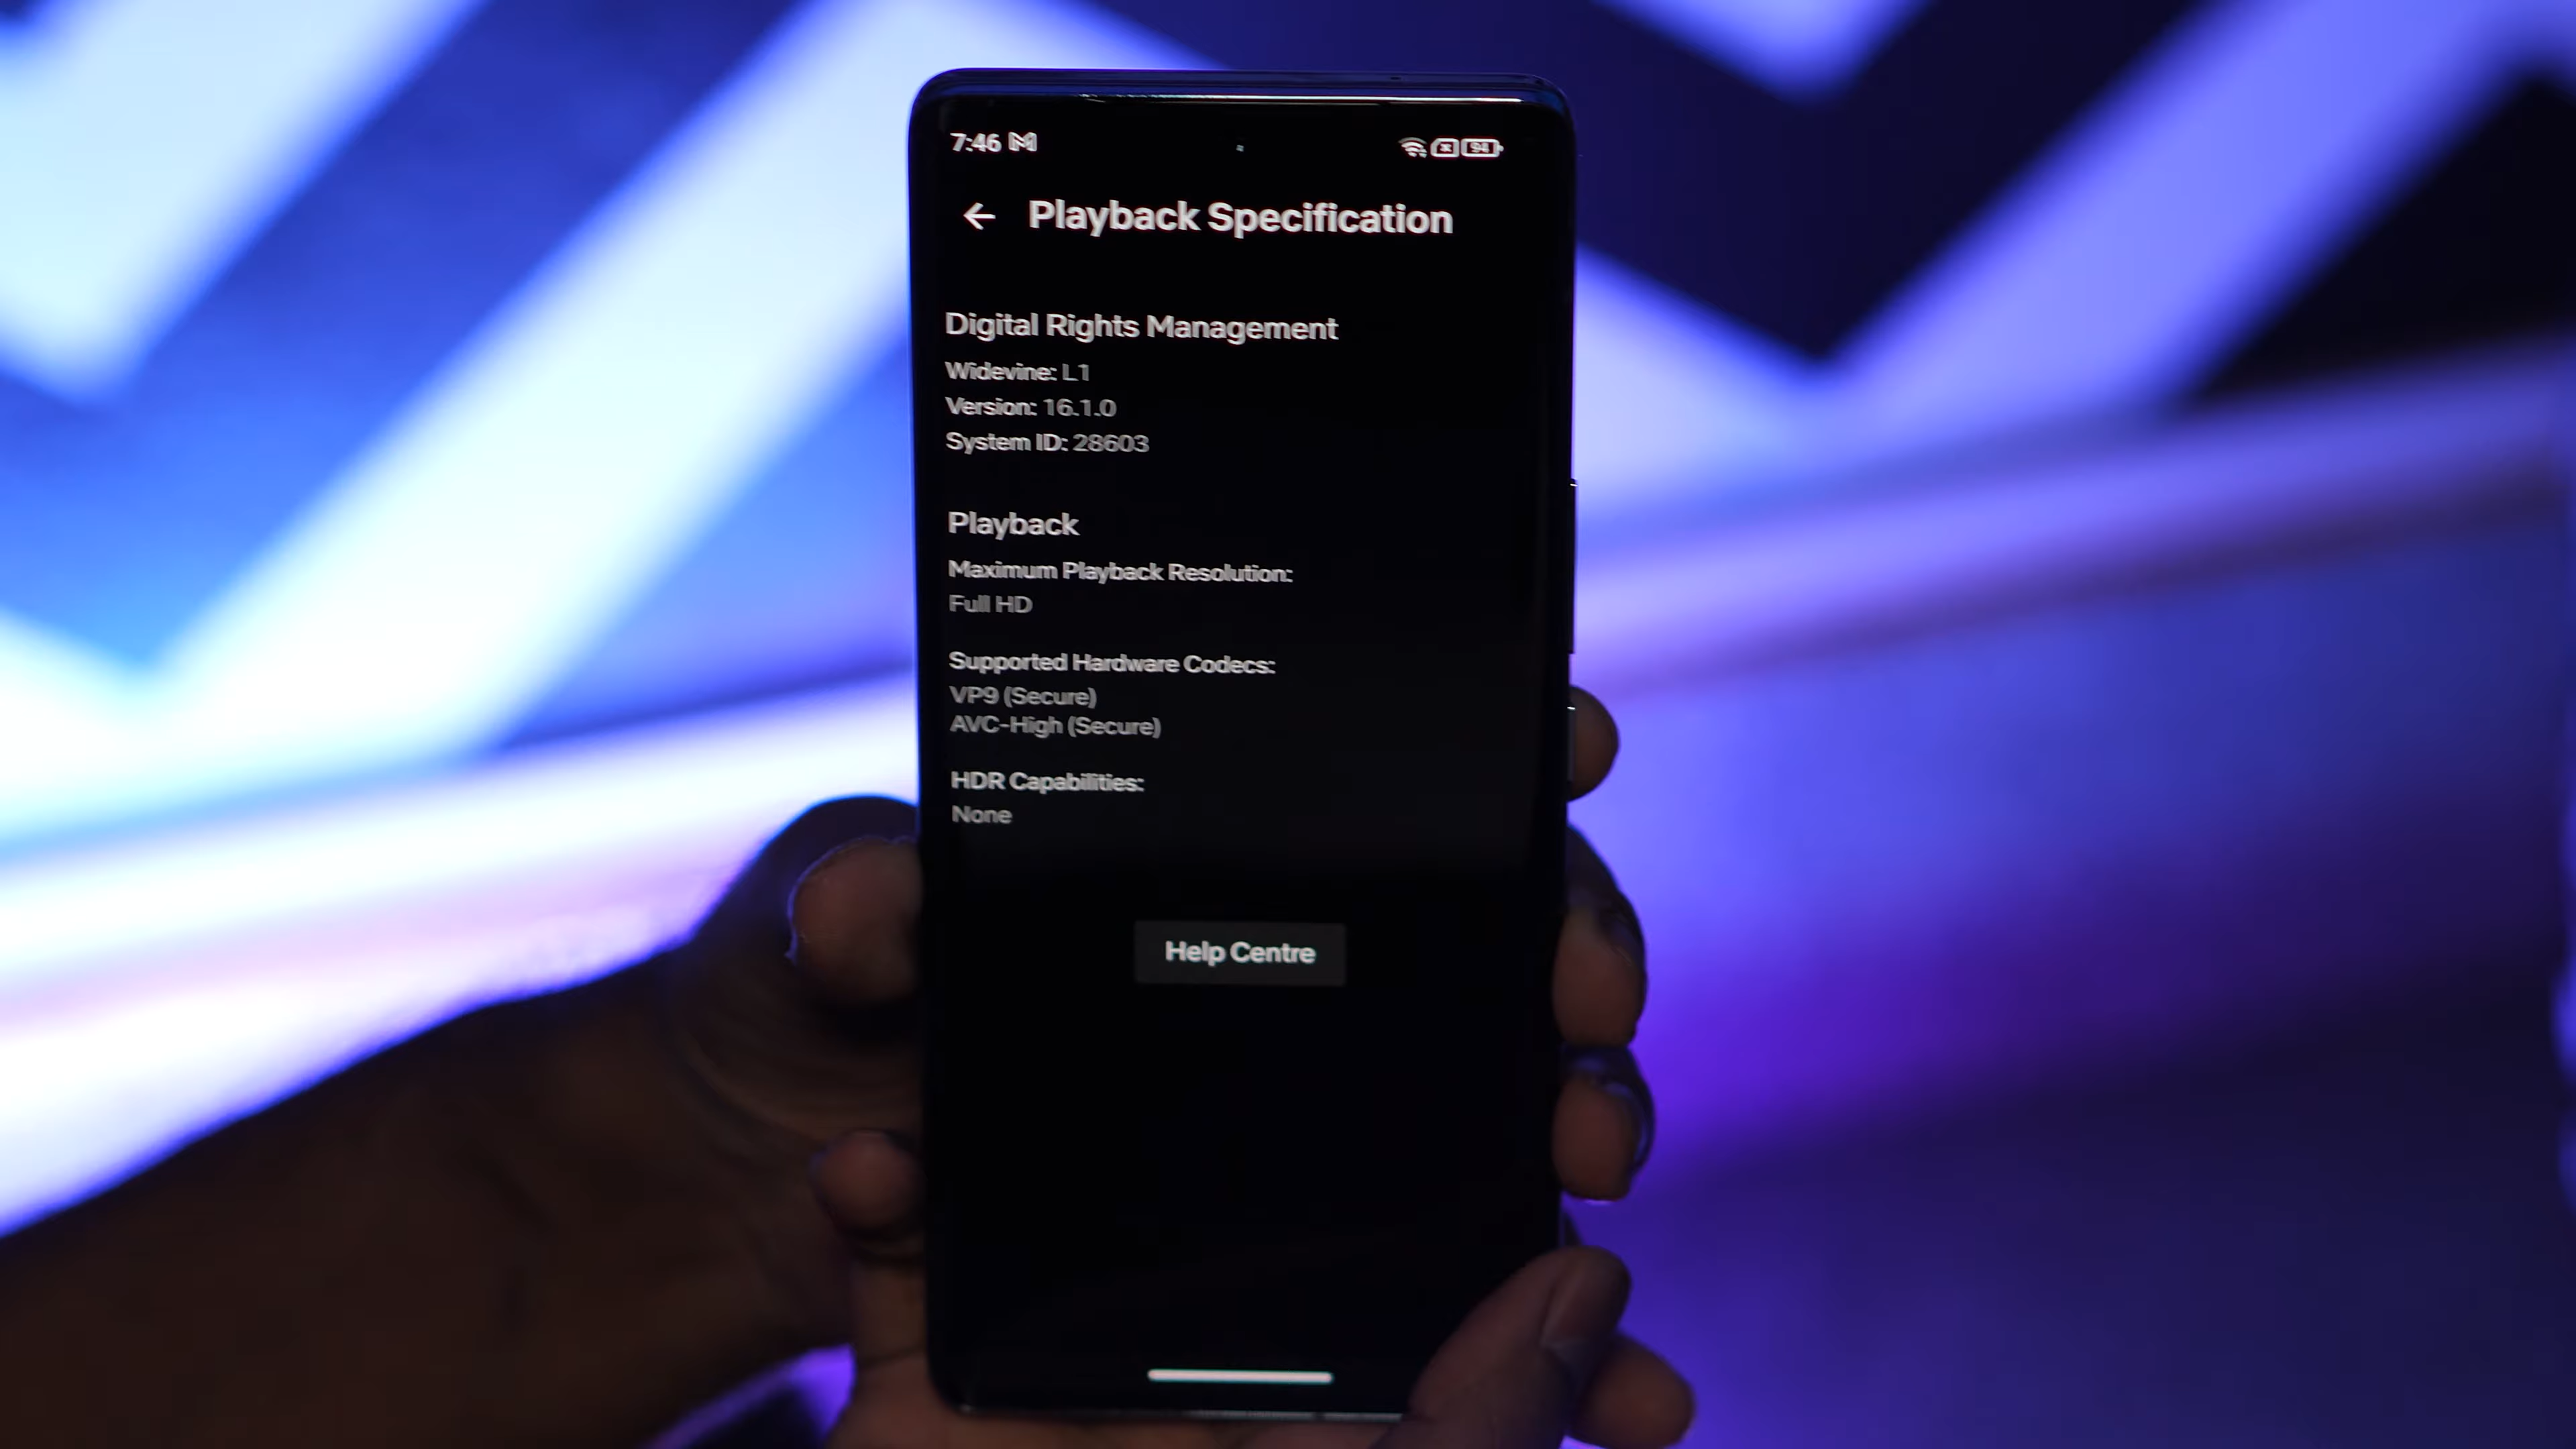 7:46
94
Playback Specification
Digital Rights Management
Widevine: L1
Version: 16.1.0
System ID: 28603
Playback
Maximum Playback Resolution:
Full HD
Supported Hardware Codecs:
VP9 (Secure)
AVC-High (Secure)
HDR Capabilities:
None
Help Centre